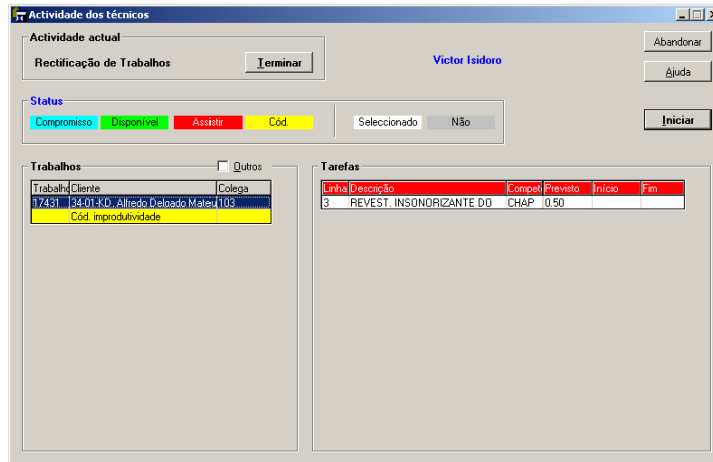 Actividade dos técnicos
Actividade actual
Rectificação de Trabalhos
Terminar
Victor Isidoro
Abandonar
Ajuda
Iniciar
Status
Compromisso Disponível Assistir Cód. Seleccionado Não
Trabalhos Outros
Trabalho Cliente Colega
17431 34-01-KD, Alfredo Delgado Mateu 103
Cód. improdutividade
Tarefas
Linha Descrição Compet Previsto Início Fim
3 REVEST. INSONORIZANTE DO CHAP 0.50